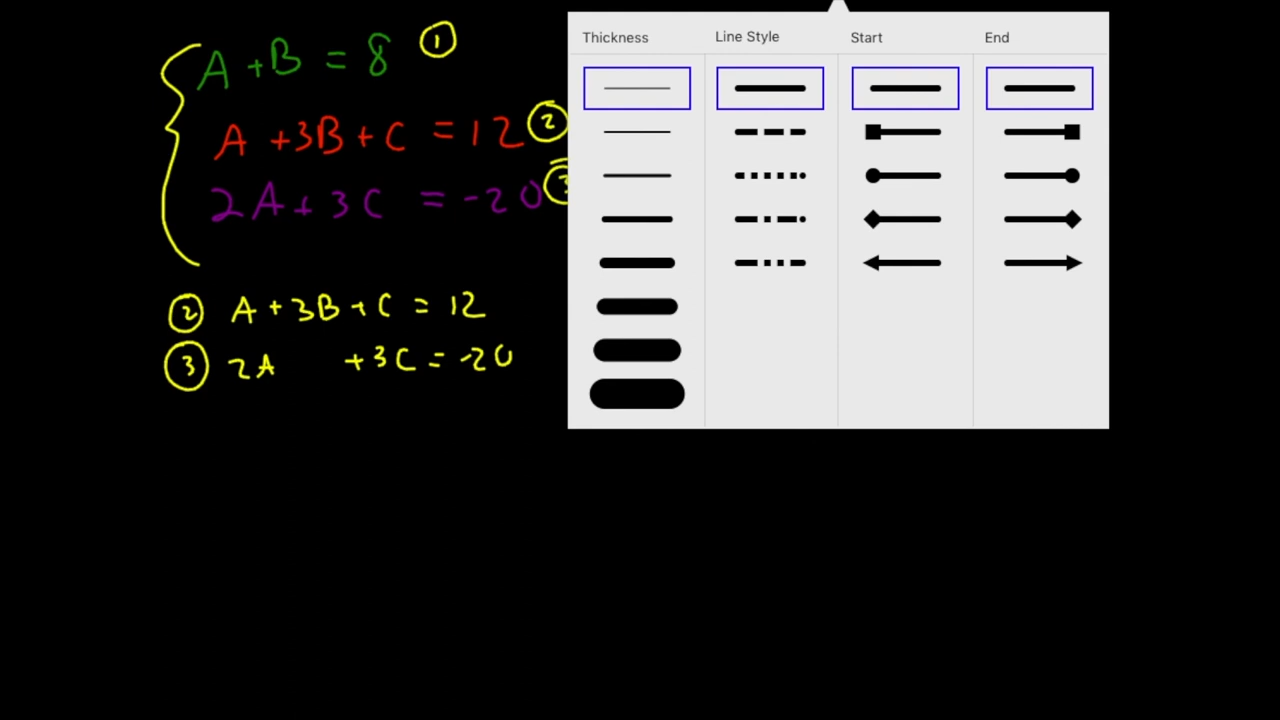 A + B = 8 ①
A + 3B + C = 12 ②
2A + 3C = -20 ③
② A + 3B + C = 12
③ 2A + 3C = -20
Thickness Line Style Start End